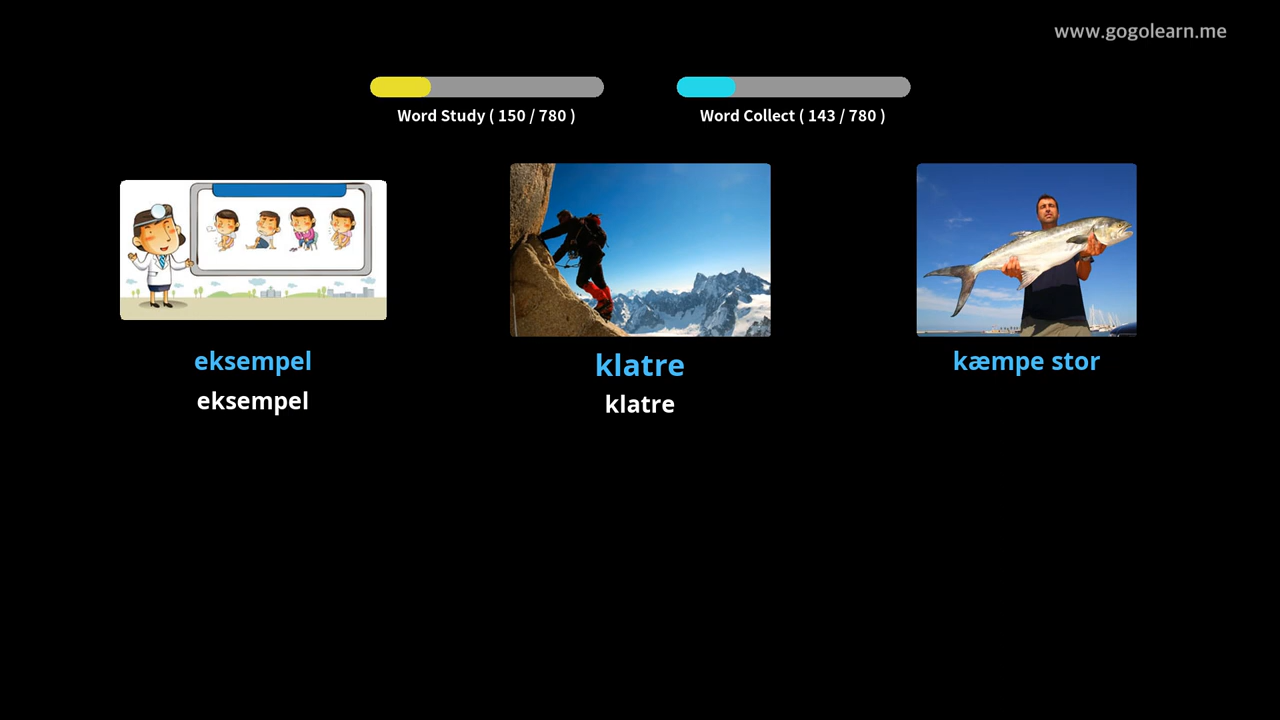 www.gogolearn.me
Word Study ( 150 / 780 )
Word Collect ( 143 / 780 )
eksempel
eksempel
klatre
klatre
kæmpe stor